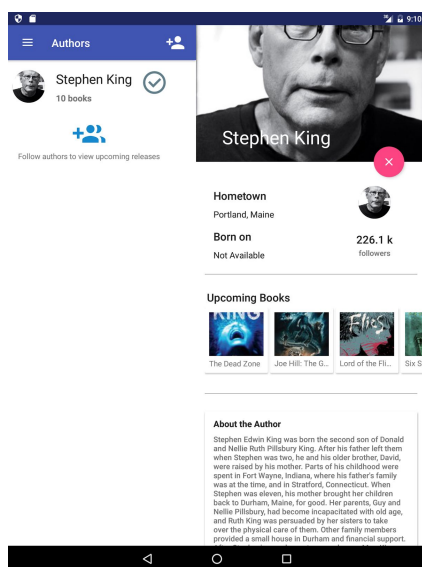 9:10
Authors
Stephen King
10 books
Follow authors to view upcoming releases
Stephen King
Hometown
Portland, Maine
Born on
Not Available
226.1 k
followers
Upcoming Books
KING
The Dead Zone
Joe Hill: The G...
Flies
Lord of the Fli...
Six S
About the Author
Stephen Edwin King was born the second son of Donald
and Nellie Ruth Pillsbury King. After his father left them
when Stephen was two, he and his older brother, David,
were raised by his mother. Parts of his childhood were
spent in Fort Wayne, Indiana, where his father's family
was at the time, and in Stratford, Connecticut. When
Stephen was eleven, his mother brought her children
back to Durham, Maine, for good. Her parents, Guy and
Nellie Pillsbury, had become incapacitated with old age,
and Ruth King was persuaded by her sisters to take
over the physical care of them. Other family members
provided a small house in Durham and financial support.